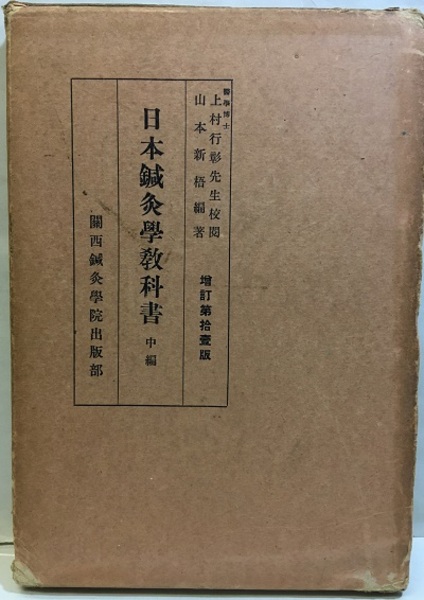 醫學博士
上村行彰先生校閱
山本新梧編著
增訂第拾壹版
日本鍼灸學敎科書 中編
關西鍼灸學院出版部